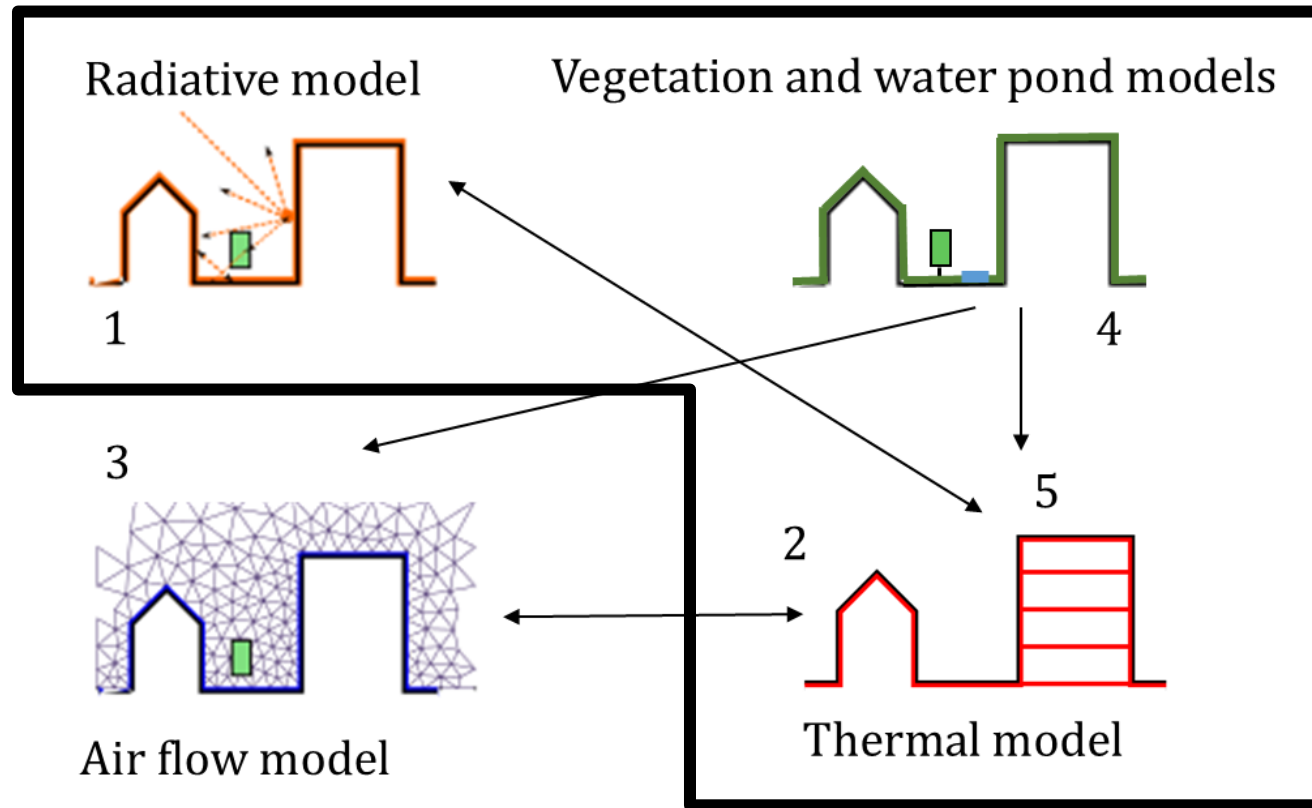 Radiative model
Vegetation and water pond models
1
4
3
5
2
Air flow model
Thermal model